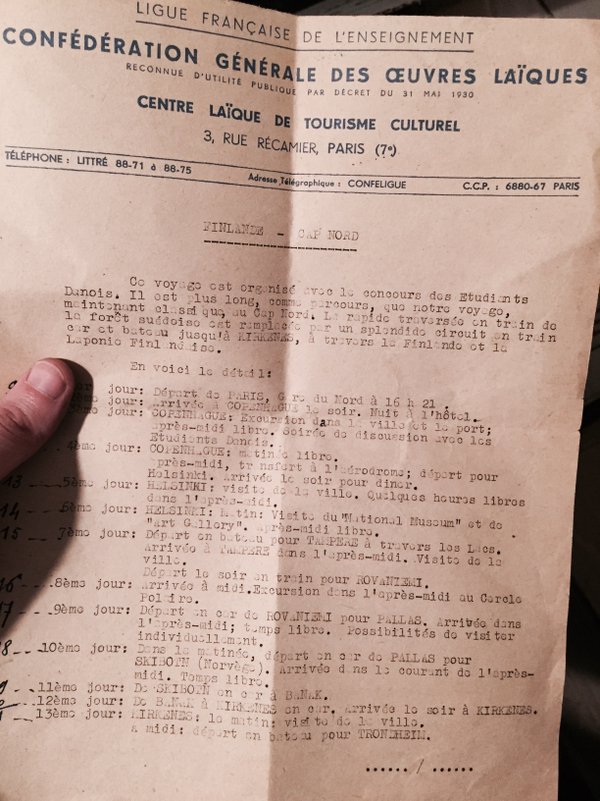 LIGUE FRANÇAISE DE L'ENSEIGNEMENT
CONFÉDÉRATION GÉNÉRALE DES ŒUVRES LAÏQUES
RECONNUE D'UTILITÉ PUBLIQUE PAR DÉCRET DU 31 MAI 1930
CENTRE LAÏQUE DE TOURISME CULTUREL
3, RUE RÉCAMIER, PARIS (7e)
TÉLÉPHONE : LITTRÉ 88-71 à 88-75
Adresse Télégraphique : CONFELIGUE
C.C.P. : 6880-67 PARIS
FINLANDE - CAP NORD
Ce voyage est organisé avec le concours des Etudiants
Danois. Il est plus long, comme parcours, que notre voyage,
maintenant classique, au Cap Nord. La rapide traversée en train de
la forêt suédoise est remplacée par un splendide circuit en train
car et bateau jusqu'à KIRKENES, à travers la Finlande et la
Laponie Finlandaise.
En voici le détail:
jour: Départ de PARIS, Gare du Nord à 16 h 21.
jour: Arrivée à COPENHAGUE le soir. Nuit à l'hôtel.
jour: COPENHAGUE: Excursion dans la ville et le port;
après-midi libre. Soirée de discussion avec les
Etudiants Danois.
4ème jour: COPENHAGUE: matinée libre.
après-midi, transfert à l'aérodrome; départ pour
Helsinki. arrivée le soir pour diner.
13 - 5ème jour: HELSINKI: visite de la ville. Quelques heures libres
dans l'après-midi.
14 - 6ème jour: HELSINKI: Matin: Visite du "National Museum" et de
"Art Gallery". après-midi libre.
15 - 7ème jour: Départ en bateau pour TAMPERE à travers les Lacs.
Arrivée à TAMPERE dans l'après-midi. Visite de la
ville.
Départ le soir en train pour ROVANIEMI.
16 - 8ème jour: arrivée à midi. Excursion dans l'après-midi au Cercle
Polaire.
17 - 9ème jour: Départ en car de ROVANIEMI pour PALLAS. Arrivée dans
l'après-midi; temps libre. Possibilités de visiter
individuellement.
18 - 10ème jour: Dans la matinée, départ en car de PALLAS pour
SKIBOTN (Norvège). Arrivée dans le courant de l'après-
midi. Temps libre.
11ème jour: De SKIBOTN en car à BANAK.
12ème jour: De BANAK à KIRKENES en car. arrivée le soir à KIRKENES.
13ème jour: KIRKENES: le matin: visite de la ville.
à midi: départ en bateau pour TRONDHEIM.
....../......